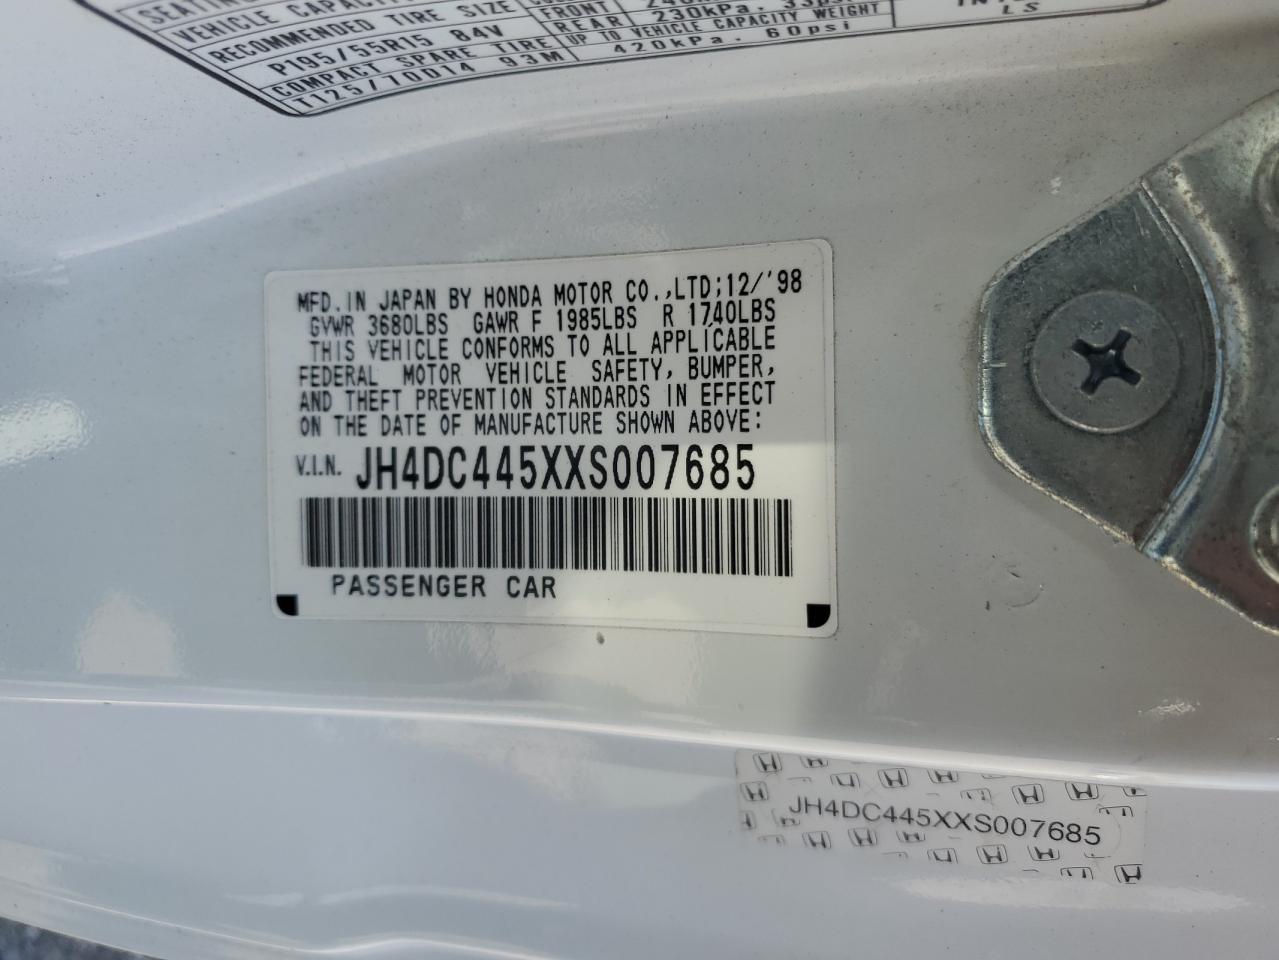 VEHICLE CAPACITY
RECOMMENDED TIRE SIZE
P195/55R15 84V
COMPACT SPARE TIRE
T125/70D14 93M
FRONT
REAR 230kPa, 33psi
UP TO VEHICLE CAPACITY WEIGHT
420kPa, 60psi
LS
MFD. IN JAPAN BY HONDA MOTOR CO., LTD; 12/'98
GVWR 3680LBS GAWR F 1985LBS R 1740LBS
THIS VEHICLE CONFORMS TO ALL APPLICABLE
FEDERAL MOTOR VEHICLE SAFETY, BUMPER,
AND THEFT PREVENTION STANDARDS IN EFFECT
ON THE DATE OF MANUFACTURE SHOWN ABOVE:
V.I.N. JH4DC445XXS007685
PASSENGER CAR
JH4DC445XXS007685